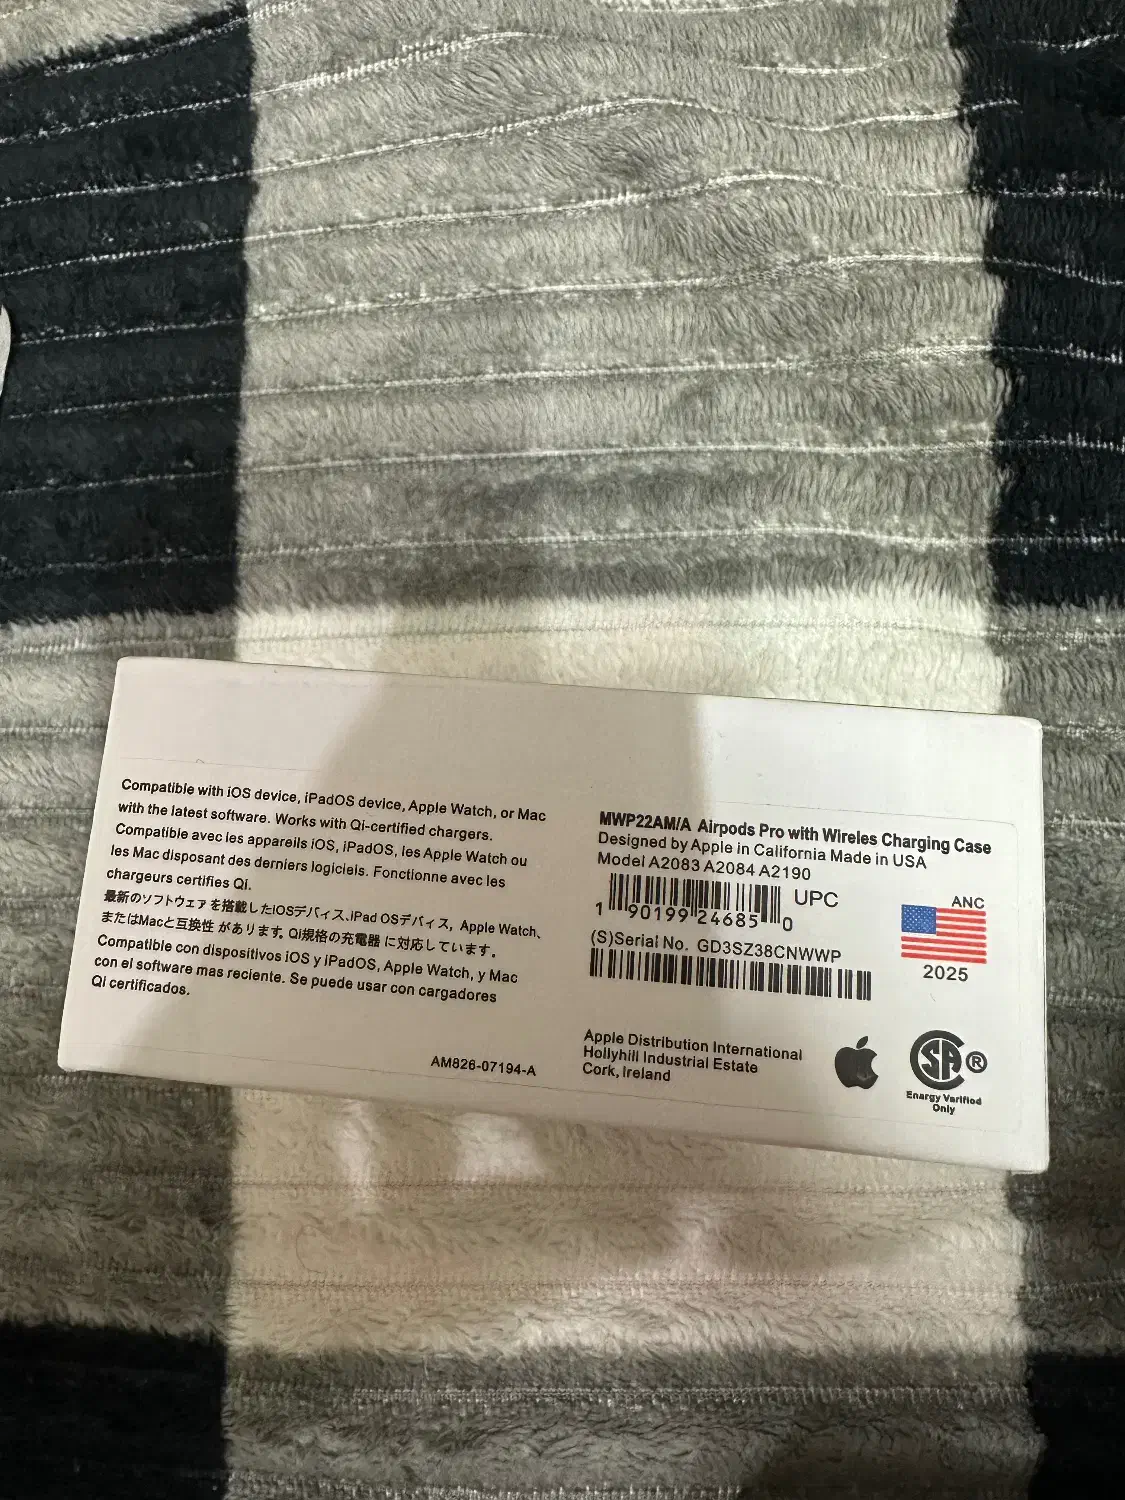 Compatible with iOS device, iPadOS device, Apple Watch, or Mac
with the latest software. Works with Qi-certified chargers.
Compatible avec les appareils iOS, iPadOS, les Apple Watch ou
les Mac disposant des derniers logiciels. Fonctionne avec les
chargeurs certifies Qi.
最新のソフトウェアを搭載したiOSデバイス、iPad OSデバイス，Apple Watch、
またはMacと互換性 があります。Qi規格の充電器 に対応しています。
Compatible con dispositivos iOS y iPadOS, Apple Watch, y Mac
con el software mas reciente. Se puede usar con cargadores
Qi certificados.
AM826-07194-A
MWP22AM/A Airpods Pro with Wireles Charging Case
Designed by Apple in California Made in USA
Model A2083 A2084 A2190
UPC
1 90199 24685 0
(S)Serial No. GD3SZ38CNWWP
ANC
2025
Apple Distribution International
Hollyhill Industrial Estate
Cork, Ireland
SA ®
Energy Verified
Only